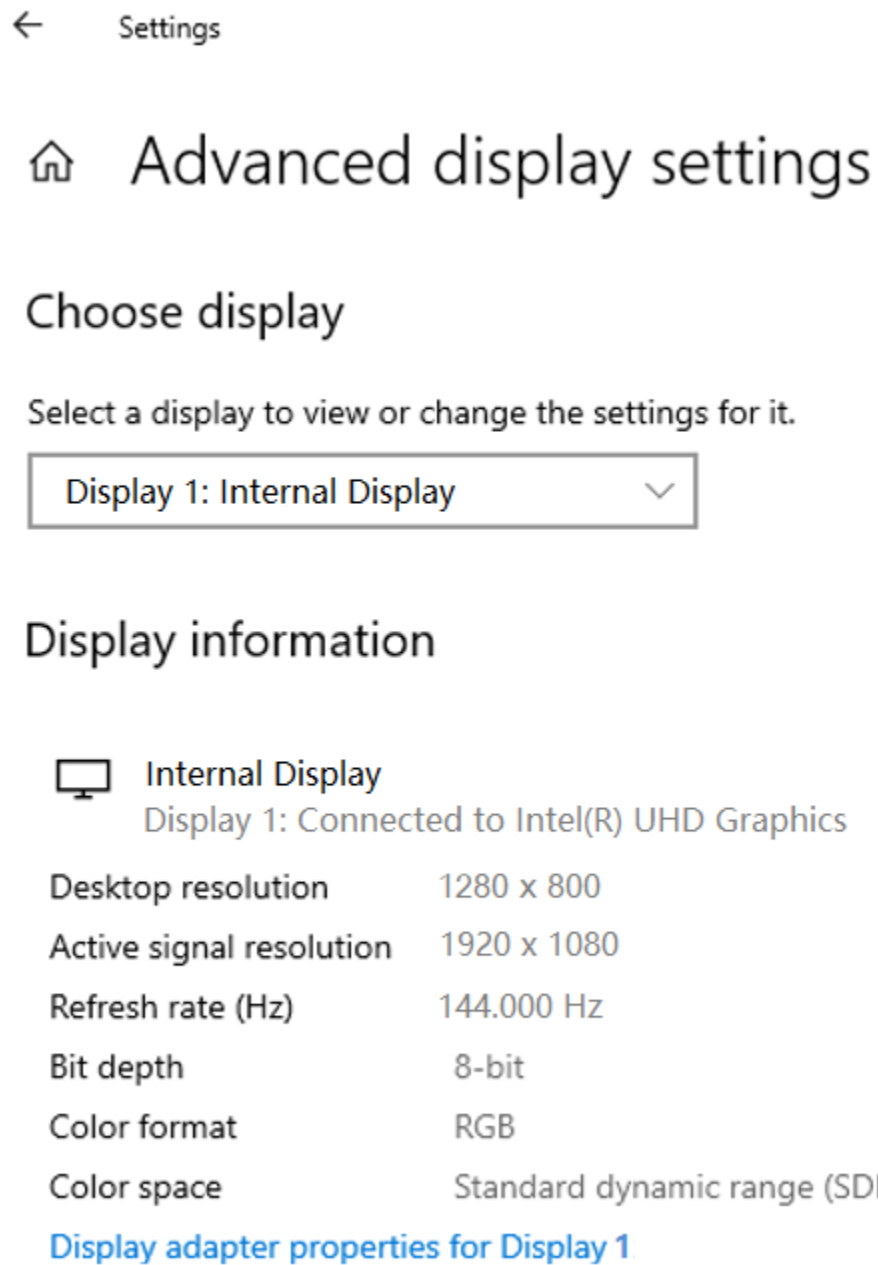 Settings
Advanced display settings
Choose display
Select a display to view or change the settings for it.
Display 1: Internal Display
Display information
Internal Display
Display 1: Connected to Intel(R) UHD Graphics
Desktop resolution 1280 x 800
Active signal resolution 1920 x 1080
Refresh rate (Hz) 144.000 Hz
Bit depth 8-bit
Color format RGB
Color space Standard dynamic range (SD
Display adapter properties for Display 1